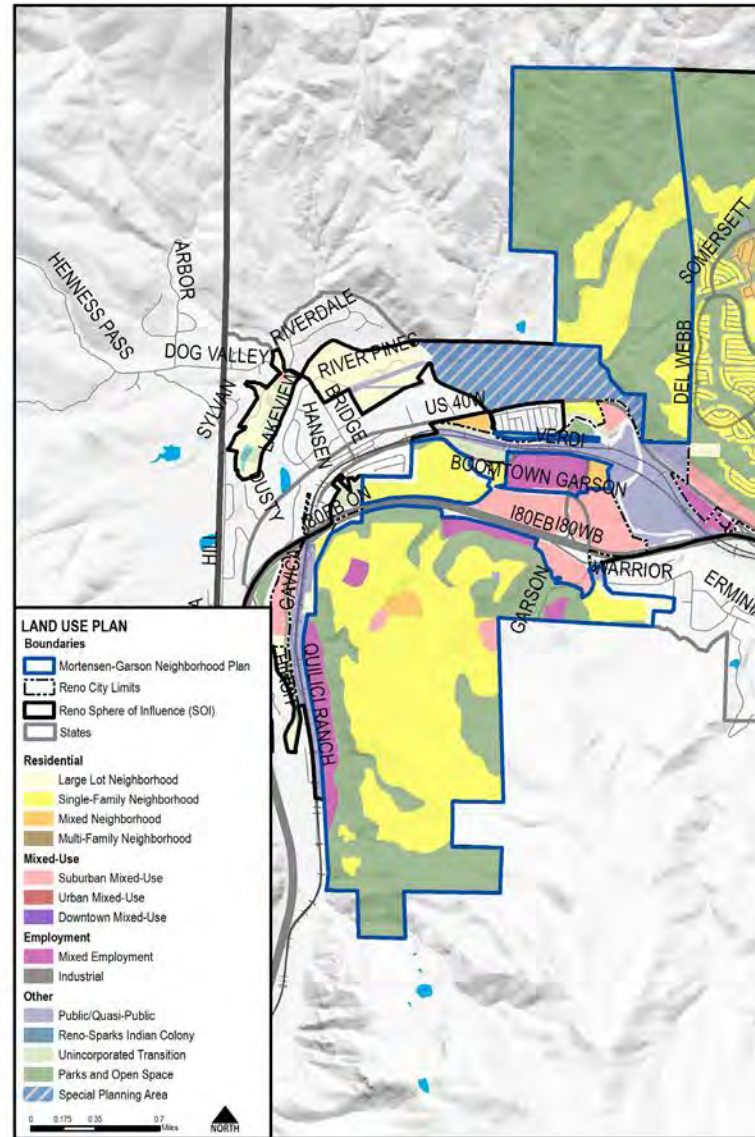 SOMERSETT
ARBOR
HENNESS PASS
RIVERDALE
DEL WEBB
DOG VALLEY
RIVER PINES
SYLVAN
LAKEVIEW
BRIDGE
US 40W
HANSEN
VERDI
BOOMTOWN GARSON
DUSTY
I80EB ON
I80EB
I80WB
HILL
CAVICA
WARRIOR
GARSON
QUILICI RANCH
LAND USE PLAN
Boundaries
Mortensen-Garson Neighborhood Plan
Reno City Limits
Reno Sphere of Influence (SOI)
States
Residential
Large Lot Neighborhood
Single-Family Neighborhood
Mixed Neighborhood
Multi-Family Neighborhood
Mixed-Use
Suburban Mixed-Use
Urban Mixed-Use
Downtown Mixed-Use
Employment
Mixed Employment
Industrial
Other
Public/Quasi-Public
Reno-Sparks Indian Colony
Unincorporated Transition
Parks and Open Space
Special Planning Area
0 0.175 0.35 0.7
Miles
NORTH